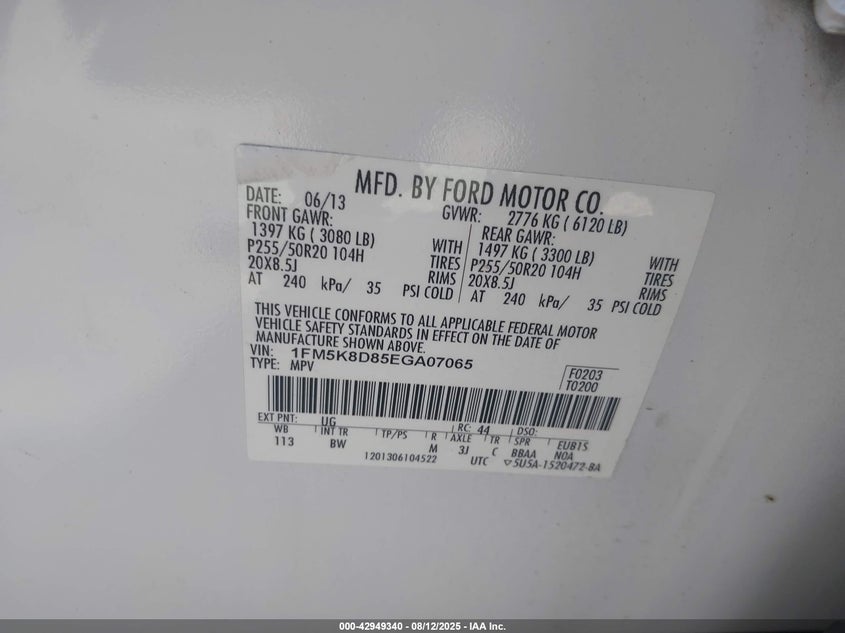 MFD. BY FORD MOTOR CO.
DATE: 06/13 GVWR: 2776 KG ( 6120 LB)
FRONT GAWR: REAR GAWR:
1397 KG ( 3080 LB) WITH 1497 KG ( 3300 LB) WITH
P255/50R20 104H TIRES P255/50R20 104H TIRES
20X8.5J RIMS 20X8.5J RIMS
AT 240 kPa/ 35 PSI COLD AT 240 kPa/ 35 PSI COLD
THIS VEHICLE CONFORMS TO ALL APPLICABLE FEDERAL MOTOR
VEHICLE SAFETY STANDARDS IN EFFECT ON THE DATE OF
MANUFACTURE SHOWN ABOVE.
VIN: 1FM5K8D85EGA07065 F0203
TYPE: MPV T0200
EXT PNT: UG RC: 44 DSO:
WB INT TR TP/PS R AXLE TR SPR EUB1S
113 BW M 3J C BBAA NOA
1201306104522 UTC ▽5U5A-1520472-BA
000-42949340 - 08/12/2025 - IAA Inc.